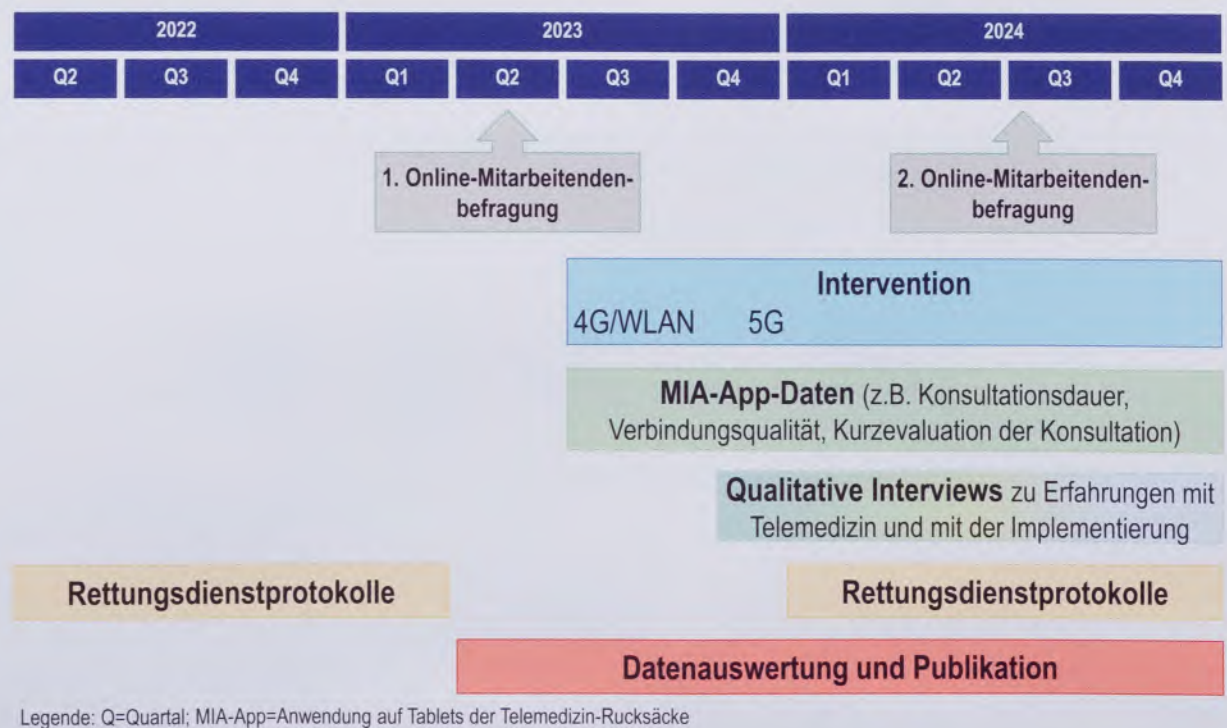 2022 2023 2024
Q2 Q3 Q4 Q1 Q2 Q3 Q4 Q1 Q2 Q3 Q4
1. Online-Mitarbeitenden-
befragung
2. Online-Mitarbeitenden-
befragung
Intervention
4G/WLAN 5G
MIA-App-Daten (z.B. Konsultationsdauer,
Verbindungsqualität, Kurzevaluation der Konsultation)
Qualitative Interviews zu Erfahrungen mit
Telemedizin und mit der Implementierung
Rettungsdienstprotokolle Rettungsdienstprotokolle
Datenauswertung und Publikation
Legende: Q=Quartal; MIA-App=Anwendung auf Tablets der Telemedizin-Rucksäcke